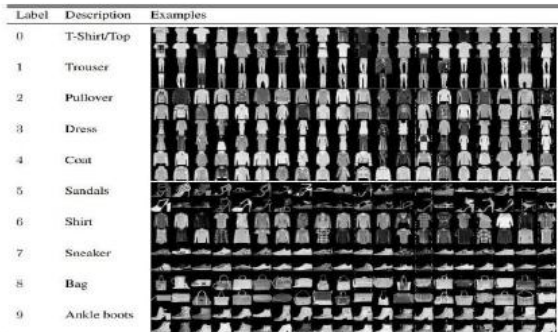 Label Description Examples
0 T-Shirt/Top
1 Trouser
2 Pullover
3 Dress
4 Coat
5 Sandals
6 Shirt
7 Sneaker
8 Bag
9 Ankle boots